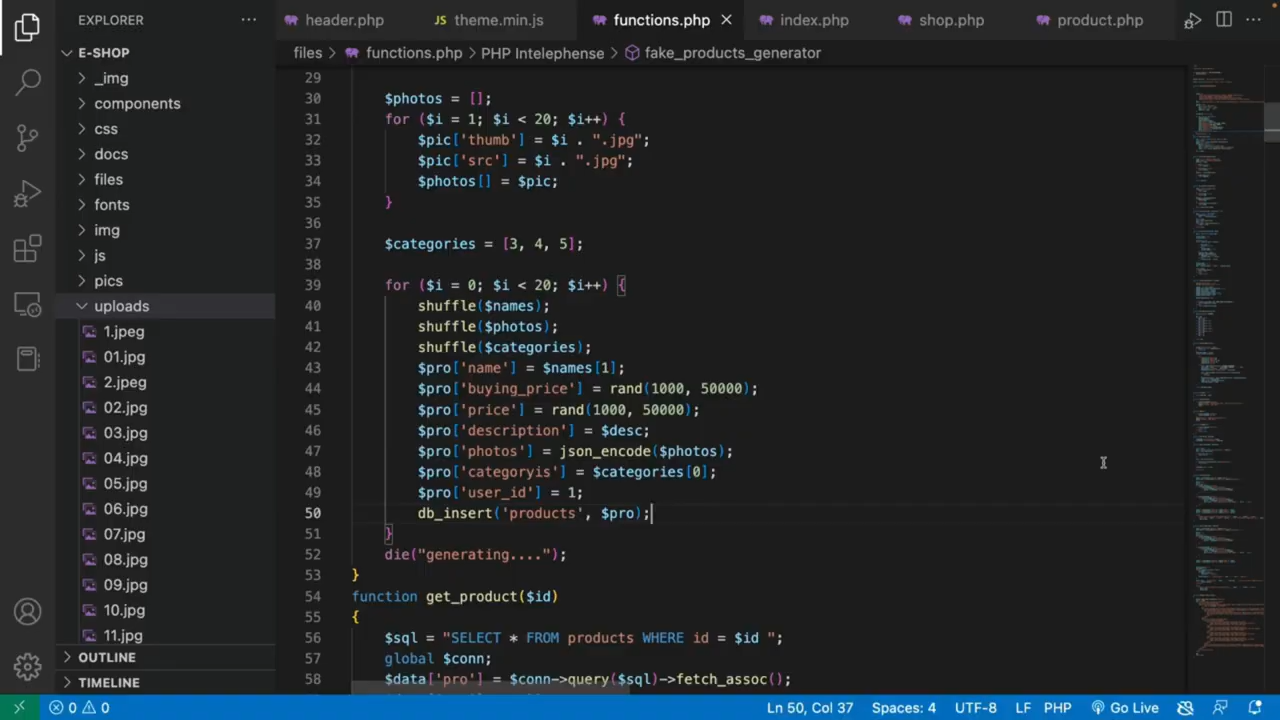 EXPLORER
header.php
JS theme.min.js
functions.php
index.php
shop.php
product.php
files > functions.php > PHP Intelephense > fake_products_generator
E-SHOP
_img
components
css
docs
files
fonts
img
js
pics
uploads
1.jpeg
01.jpg
2.jpeg
02.jpg
03.jpg
04.jpg
05.jpg
06.jpg
07.jpg
08.jpg
09.jpg
10.jpg
11.jpg
OUTLINE
TIMELINE
29
30 $photos = [];
31 for ($i = 1; $i < 20; $i++) {
32 $pic['thumb'] = $i . ".jpg";
33 $pic['src'] = $i . ".jpg";
34 $photos[] = $pic;
35 }
36
37 $categories = [3, 4, 5];
38
39 for ($i = 0; $i < 20; $i++) {
40 shuffle($names);
41 shuffle($photos);
42 shuffle($categories);
43 $pro['name'] = $names[1];
44 $pro['buying_price'] = rand(1000, 50000);
45 $pro['price'] = rand(1000, 50000);
46 $pro['description'] = $desc;
47 $pro['photos'] = json_encode($photos);
48 $pro['categeryis'] = $categories[0];
49 $pro['user_id'] = 1;
50 db_insert('products', $pro);
51 }
52 die("generating....");
53 }
54 function get_product($id)
55 {
56 $sql = "SELECT * FROM products WHERE id = $id ";
57 global $conn;
58 $data['pro'] = $conn->query($sql)->fetch_assoc();
0 0
Ln 50, Col 37
Spaces: 4
UTF-8
LF
PHP
Go Live